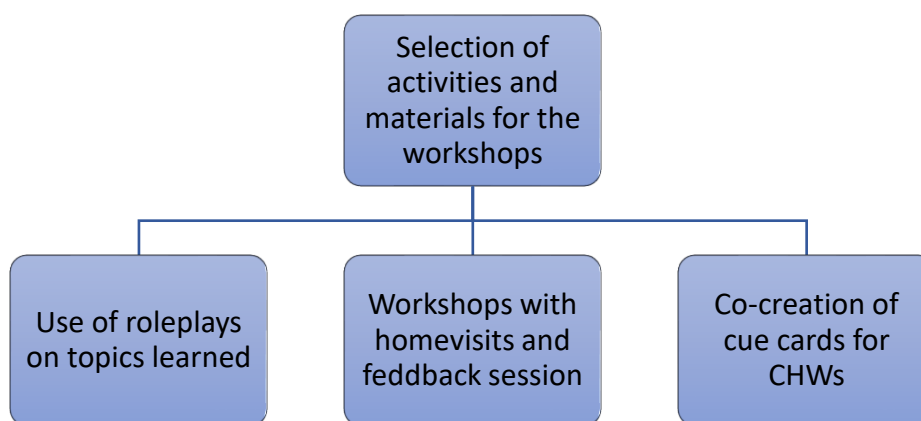 Selection of
activities and
materials for the
workshops
Use of roleplays
on topics learned
Workshops with
homevisits and
feddback session
Co-creation of
cue cards for
CHWs